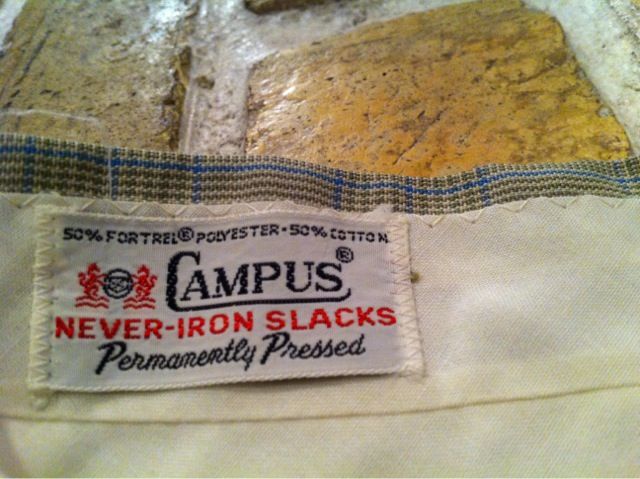 50% FORTREL® POLYESTER - 50% COTTON
CAMPUS®
NEVER-IRON SLACKS
Permanently Pressed